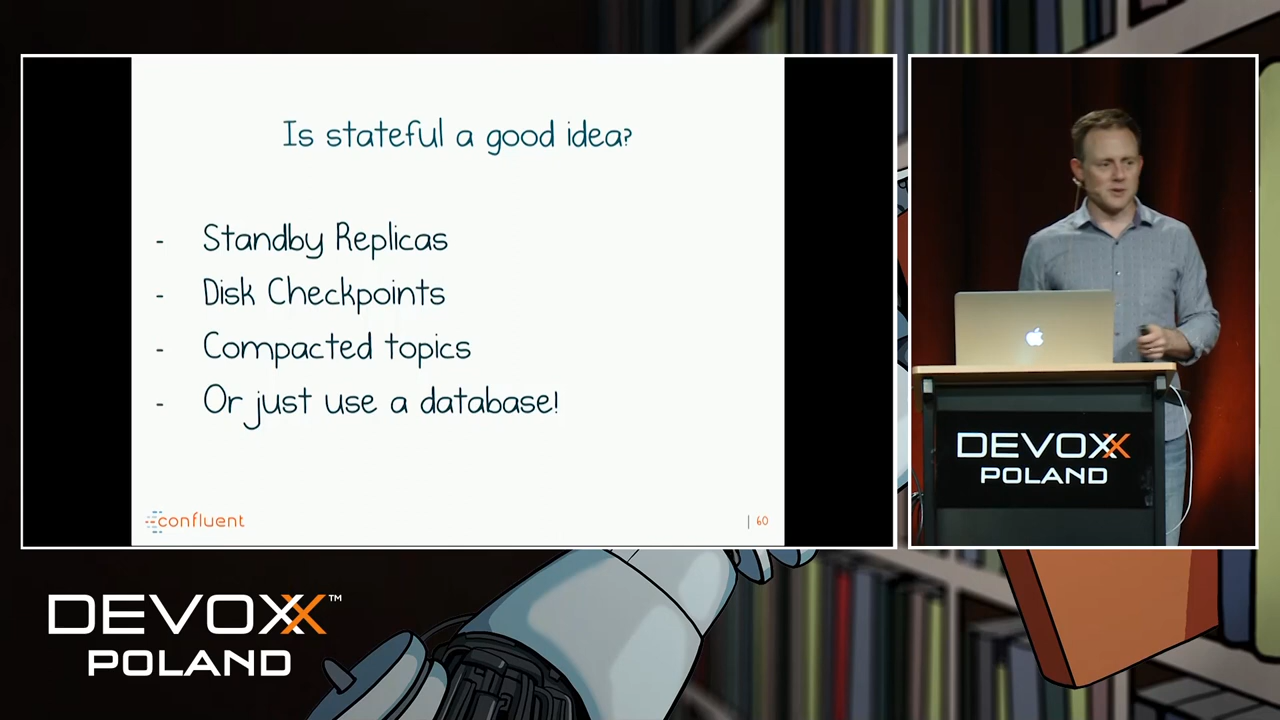 Is stateful a good idea?
- Standby Replicas
- Disk Checkpoints
- Compacted topics
- Or just use a database!
confluent
| 60
DEVOXX
POLAND
DEVOXX™
POLAND